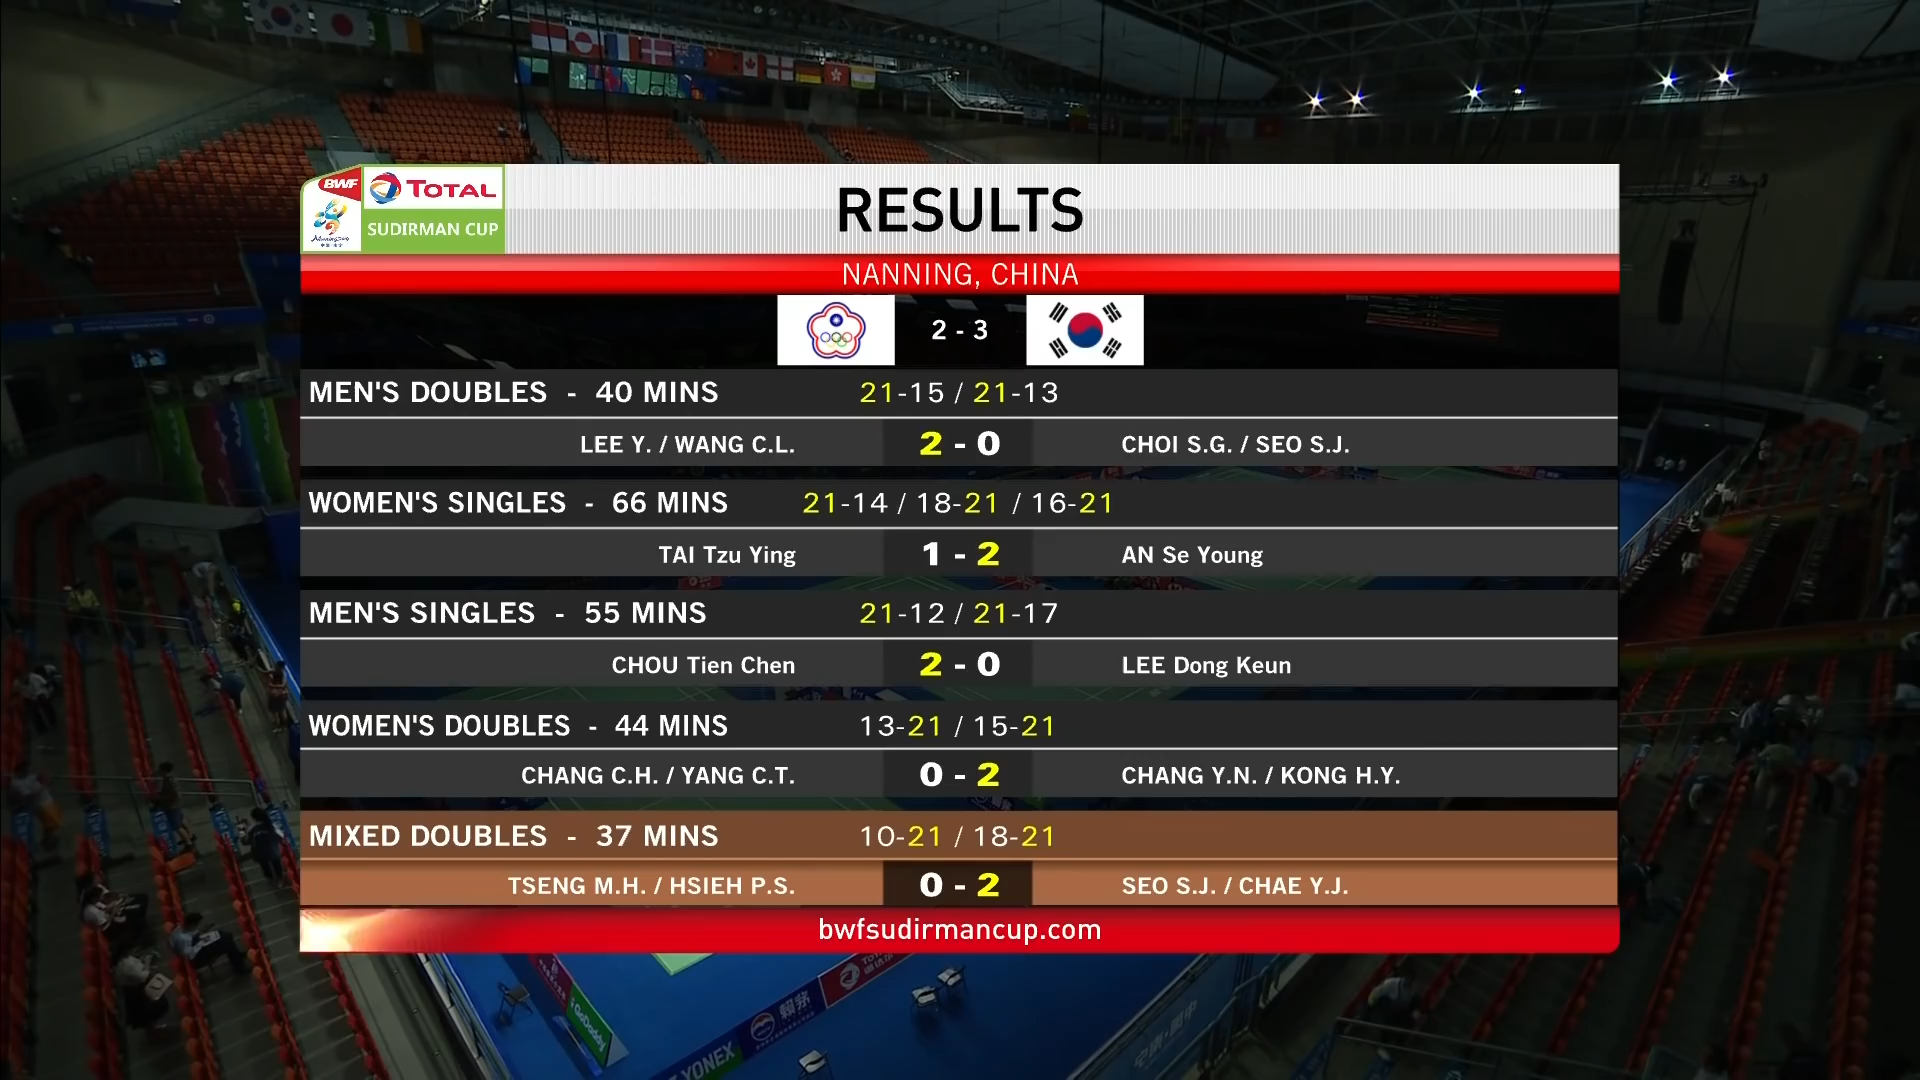 BWF
TOTAL
SUDIRMAN CUP
RESULTS
NANNING, CHINA
2 - 3
MEN'S DOUBLES - 40 MINS 21-15 / 21-13
LEE Y. / WANG C.L. 2 - 0 CHOI S.G. / SEO S.J.
WOMEN'S SINGLES - 66 MINS 21-14 / 18-21 / 16-21
TAI Tzu Ying 1 - 2 AN Se Young
MEN'S SINGLES - 55 MINS 21-12 / 21-17
CHOU Tien Chen 2 - 0 LEE Dong Keun
WOMEN'S DOUBLES - 44 MINS 13-21 / 15-21
CHANG C.H. / YANG C.T. 0 - 2 CHANG Y.N. / KONG H.Y.
MIXED DOUBLES - 37 MINS 10-21 / 18-21
TSENG M.H. / HSIEH P.S. 0 - 2 SEO S.J. / CHAE Y.J.
bwfsudirmancup.com
YONEX